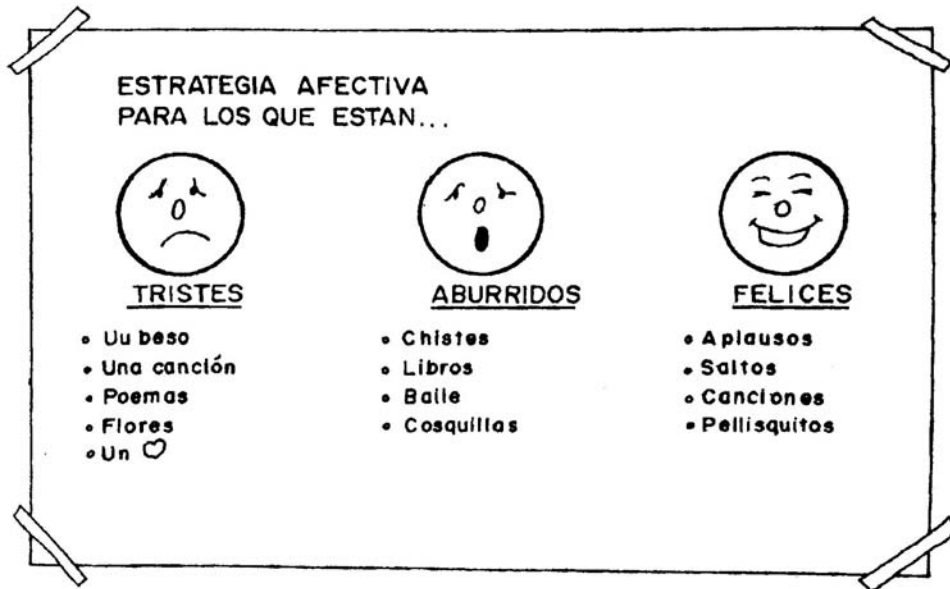 ESTRATEGIA AFECTIVA
PARA LOS QUE ESTAN...
TRISTES
• Uu beso
• Una canción
• Poemas
• Flores
• Un ♡
ABURRIDOS
• Chistes
• Libros
• Baile
• Cosquillas
FELICES
• Aplausos
• Saltos
• Canciones
• Pellisquitos